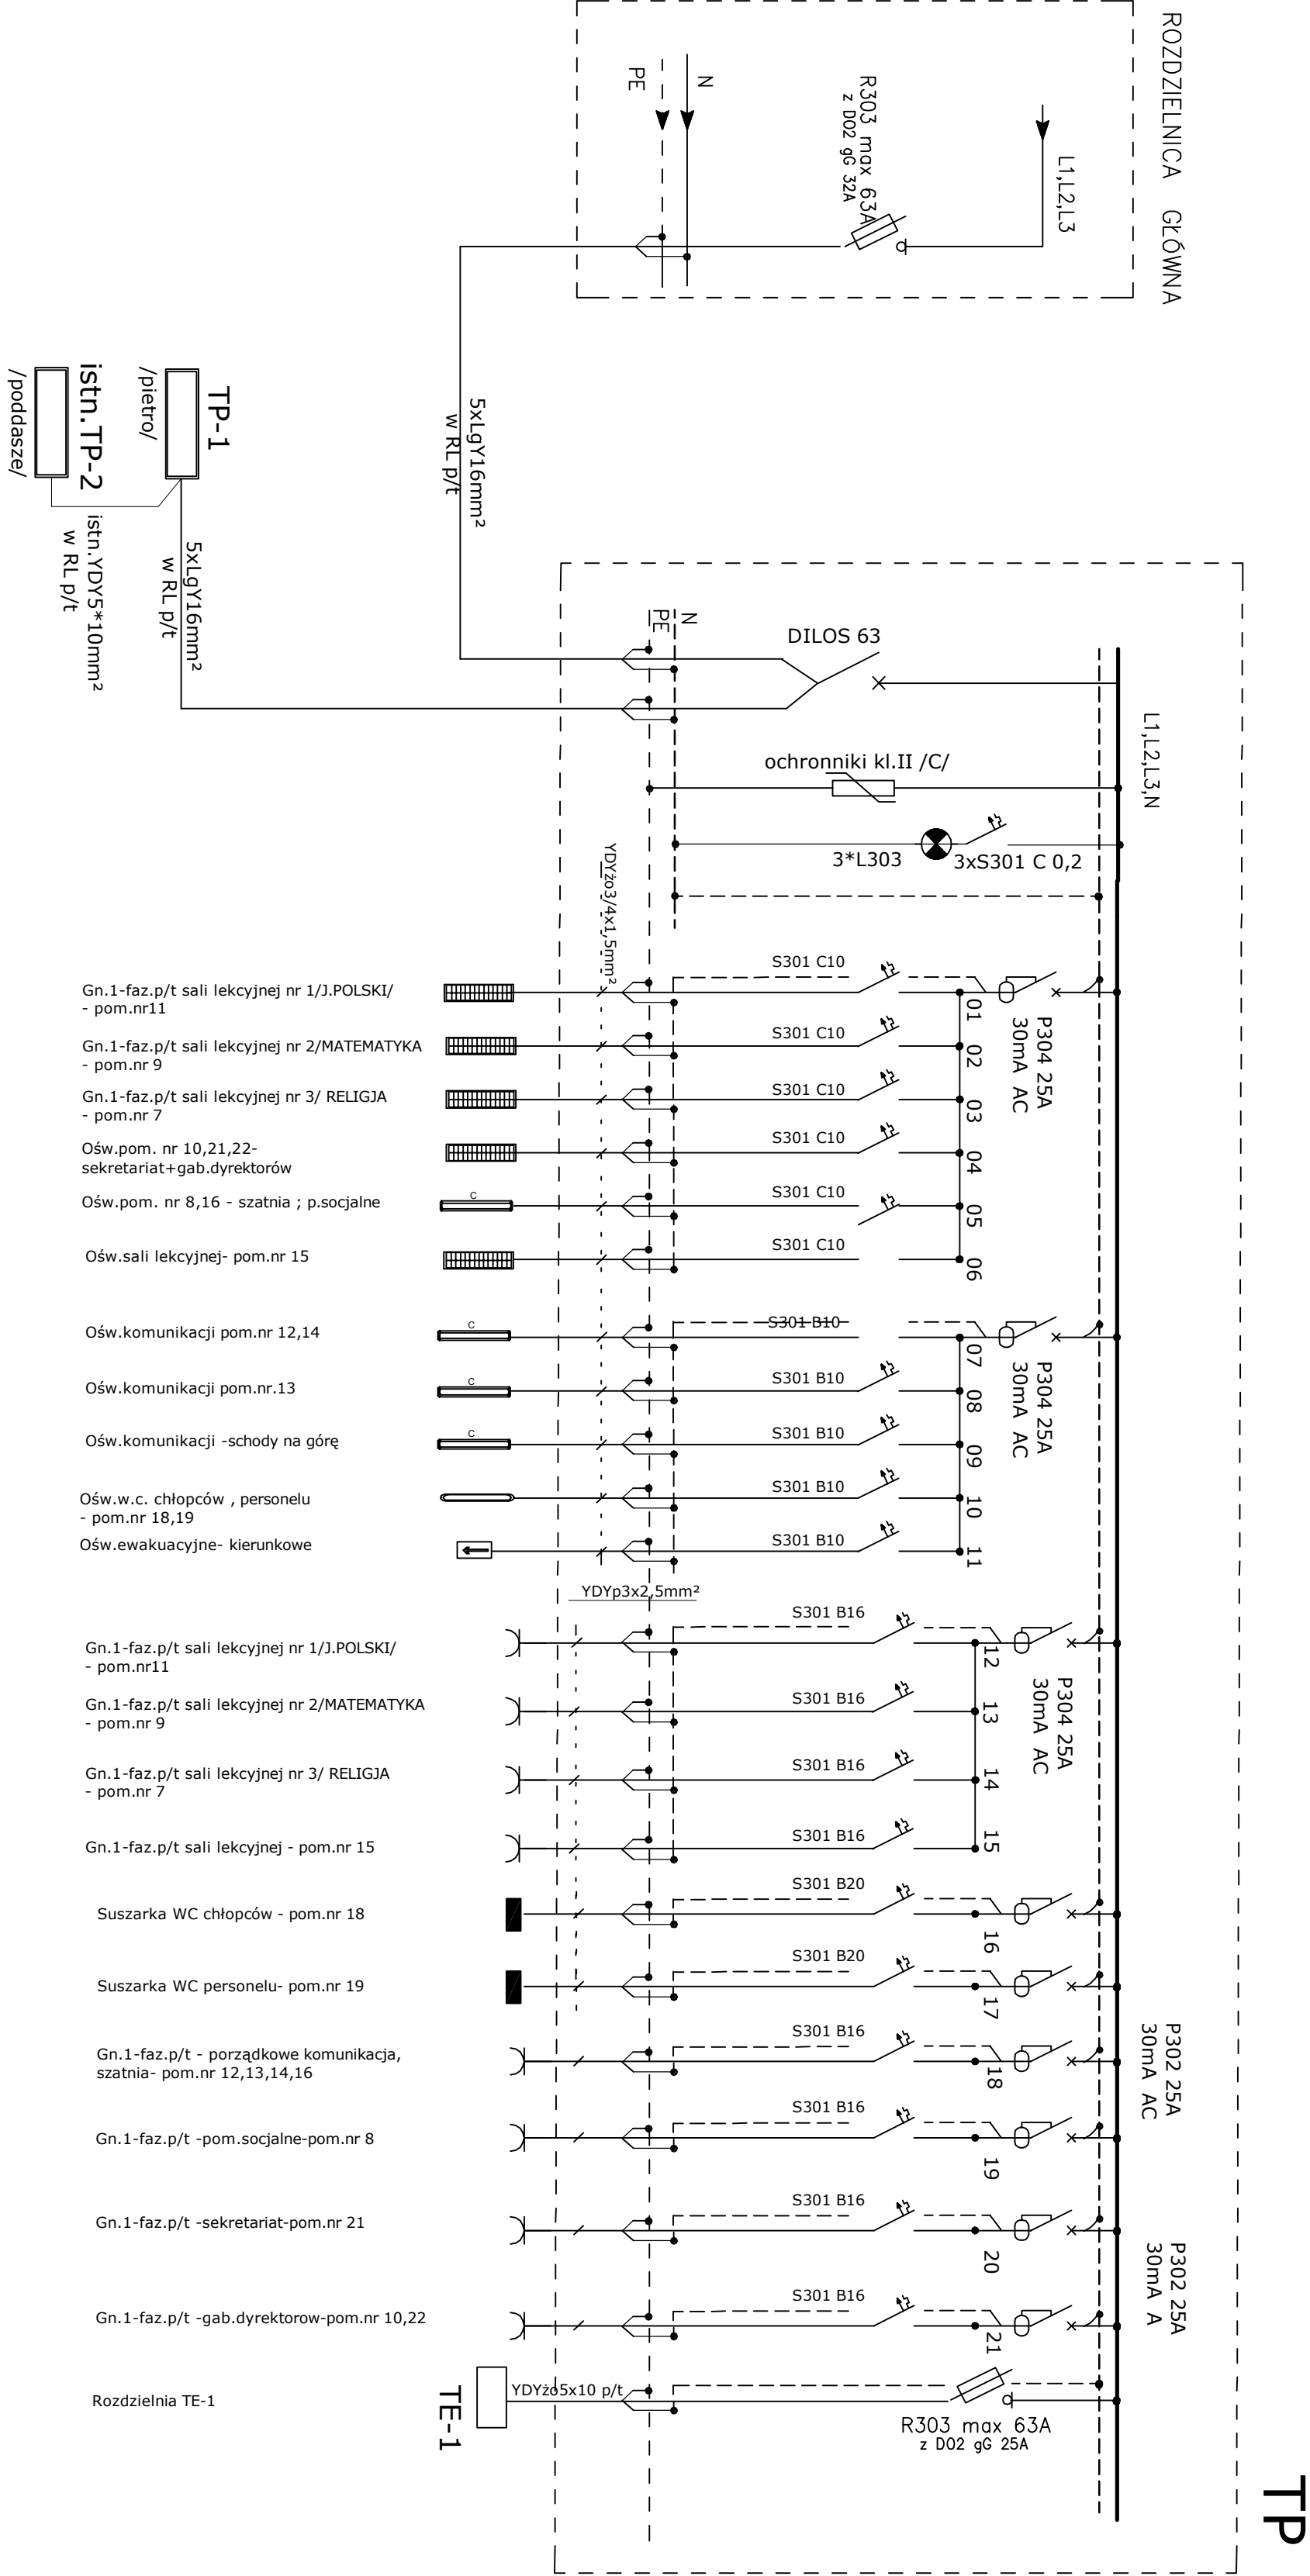 ROZDZIELNICA GŁÓWNA
L1,L2,L3
R303 max 63A
z DO2 gG 32A
N
PE
5xLgY16mm²
w RL p/t
TP-1
/pietro/
istn.TP-2
/poddasze/
5xLgY16mm²
w RL p/t
istn.YDY5*10mm²
w RL p/t
TP
N
PE
DILOS 63
L1,L2,L3,N
ochronniki kl.II /C/
3*L303
3xS301 C 0,2
YDYżo3/4x1,5mm²
Gn.1-faz.p/t sali lekcyjnej nr 1/J.POLSKI/
- pom.nr11
S301 C10
01
P304 25A
30mA AC
Gn.1-faz.p/t sali lekcyjnej nr 2/MATEMATYKA
- pom.nr 9
S301 C10
02
Gn.1-faz.p/t sali lekcyjnej nr 3/ RELIGJA
- pom.nr 7
S301 C10
03
Ośw.pom. nr 10,21,22-
sekretariat+gab.dyrektorów
S301 C10
04
Ośw.pom. nr 8,16 - szatnia ; p.socjalne
C
S301 C10
05
Ośw.sali lekcyjnej- pom.nr 15
S301 C10
06
Ośw.komunikacji pom.nr 12,14
C
S301 B10
07
P304 25A
30mA AC
Ośw.komunikacji pom.nr.13
C
S301 B10
08
Ośw.komunikacji -schody na górę
C
S301 B10
09
Ośw.w.c. chłopców , personelu
- pom.nr 18,19
S301 B10
10
Ośw.ewakuacyjne- kierunkowe
S301 B10
11
YDYp3x2,5mm²
Gn.1-faz.p/t sali lekcyjnej nr 1/J.POLSKI/
- pom.nr11
S301 B16
12
P304 25A
30mA AC
Gn.1-faz.p/t sali lekcyjnej nr 2/MATEMATYKA
- pom.nr 9
S301 B16
13
Gn.1-faz.p/t sali lekcyjnej nr 3/ RELIGJA
- pom.nr 7
S301 B16
14
Gn.1-faz.p/t sali lekcyjnej - pom.nr 15
S301 B16
15
Suszarka WC chłopców - pom.nr 18
S301 B20
16
Suszarka WC personelu- pom.nr 19
S301 B20
17
P302 25A
30mA AC
Gn.1-faz.p/t - porządkowe komunikacja,
szatnia- pom.nr 12,13,14,16
S301 B16
18
Gn.1-faz.p/t -pom.socjalne-pom.nr 8
S301 B16
19
Gn.1-faz.p/t -sekretariat-pom.nr 21
S301 B16
20
P302 25A
30mA A
Gn.1-faz.p/t -gab.dyrektorow-pom.nr 10,22
S301 B16
21
Rozdzielnia TE-1
TE-1
YDYżo5x10 p/t
R303 max 63A
z DO2 gG 25A